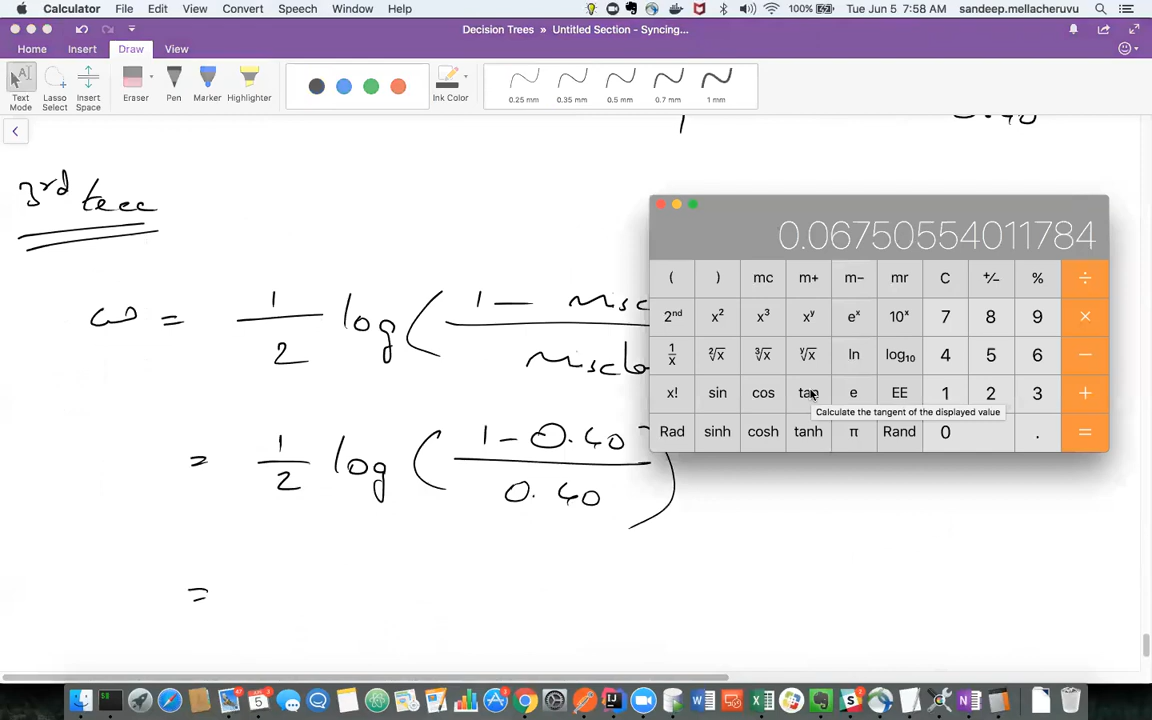 Calculator File Edit View Convert Speech Window Help 100% Tue Jun 5 7:58 AM sandeep.mellacheruvu
Decision Trees » Untitled Section - Syncing...
Home Insert Draw View
Text Mode Lasso Select Insert Space Eraser Pen Marker Highlighter Ink Color 0.25 mm 0.35 mm 0.5 mm 0.7 mm 1 mm
3rd tree
0.06750554011784
( ) mc m+ m− mr C +/− % ÷
2nd x² x³ xʸ eˣ 10ˣ 7 8 9 ×
1/x ²√x ³√x ʸ√x ln log₁₀ 4 5 6 −
x! sin cos tan e EE 1 2 3 +
Calculate the tangent of the displayed value
Rad sinh cosh tanh π Rand 0 . =
ω = 1/2 log ( 1 − miscl
miscla
= 1/2 log ( 1 − 0.40 / 0.40 )
=